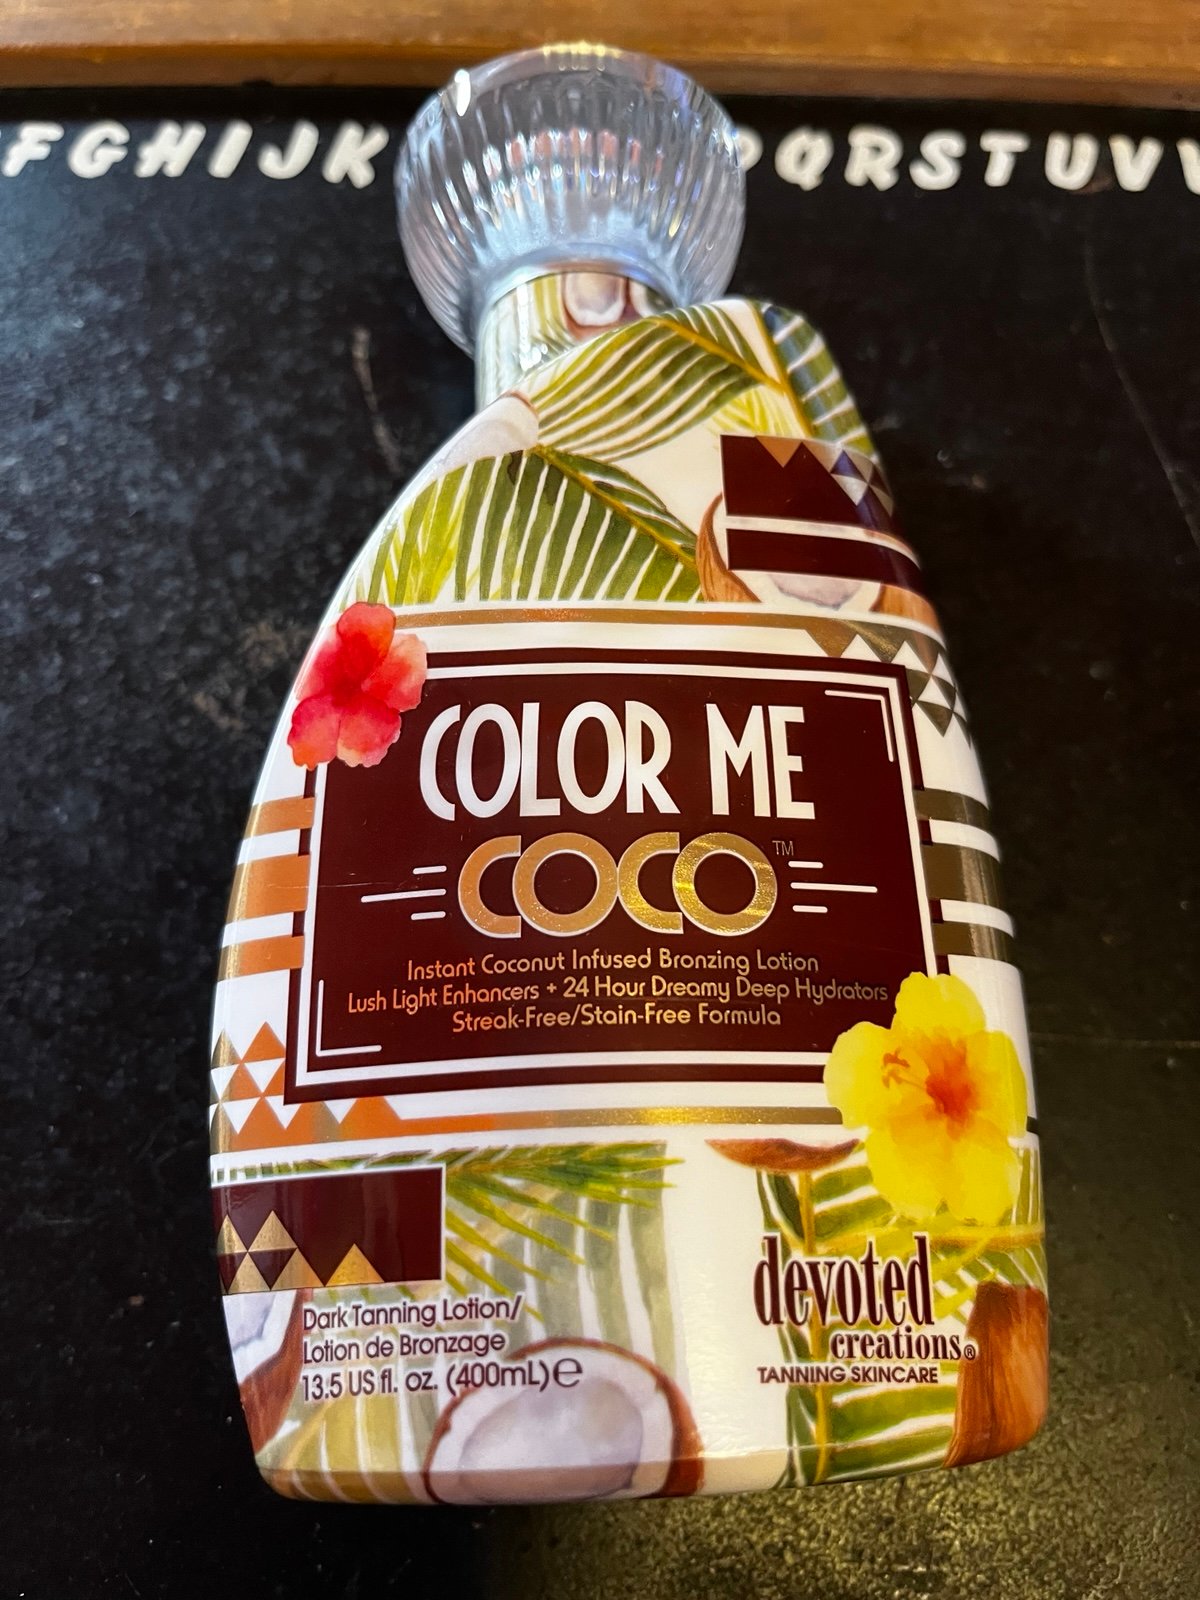 FGHIJK
QRSTUV
COLOR ME
COCO™
Instant Coconut Infused Bronzing Lotion
Lush Light Enhancers + 24 Hour Dreamy Deep Hydrators
Streak-Free/Stain-Free Formula
Dark Tanning Lotion/
Lotion de Bronzage
13.5 US fl. oz. (400mL) ℮
devoted
creations®
TANNING SKINCARE